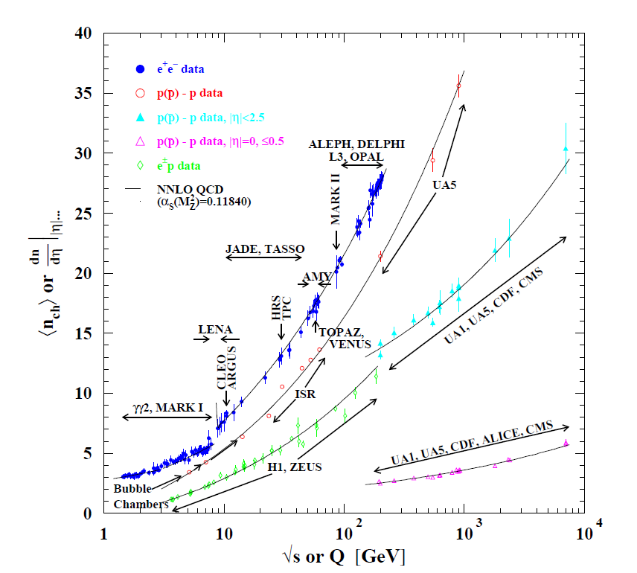 40
35
30
25
20
15
10
5
0
⟨n_ch⟩ or dn/dη | |η|...
e⁺e⁻ data
p(p̄) - p data
p(p̄) - p data, |η|<2.5
p(p̄) - p data, |η|=0, ≤0.5
e±p data
NNLO QCD
(α_S(M²_Z)=0.11840)
ALEPH, DELPHI
L3, OPAL
UA5
MARK II
JADE, TASSO
AMY
HRS
TPC
TOPAZ,
VENUS
LENA
CLEO
ARGUS
UA1, UA5, CDF, CMS
γγ2, MARK I
ISR
UA1, UA5, CDF, ALICE, CMS
H1, ZEUS
Bubble
Chambers
1
10
10²
10³
10⁴
√s or Q [GeV]